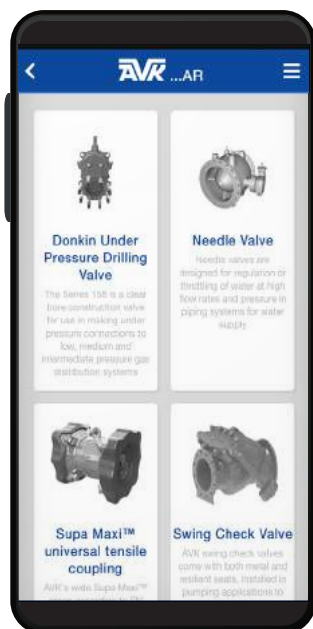 AVK ...AR
Donkin Under
Pressure Drilling
Valve
The Series 158 is a clear
bore construction valve
for use in making under
pressure connections to
low, medium and
intermediate pressure gas
distribution systems
Needle Valve
Needle valves are
designed for regulation or
throttling of water at high
flow rates and pressure in
piping systems for water
supply.
Supa Maxi™
universal tensile
coupling
AVK's wide Supa Maxi™
Swing Check Valve
AVK swing check valves
come with both metal and
resilient seats. Installed in
pumping applications to